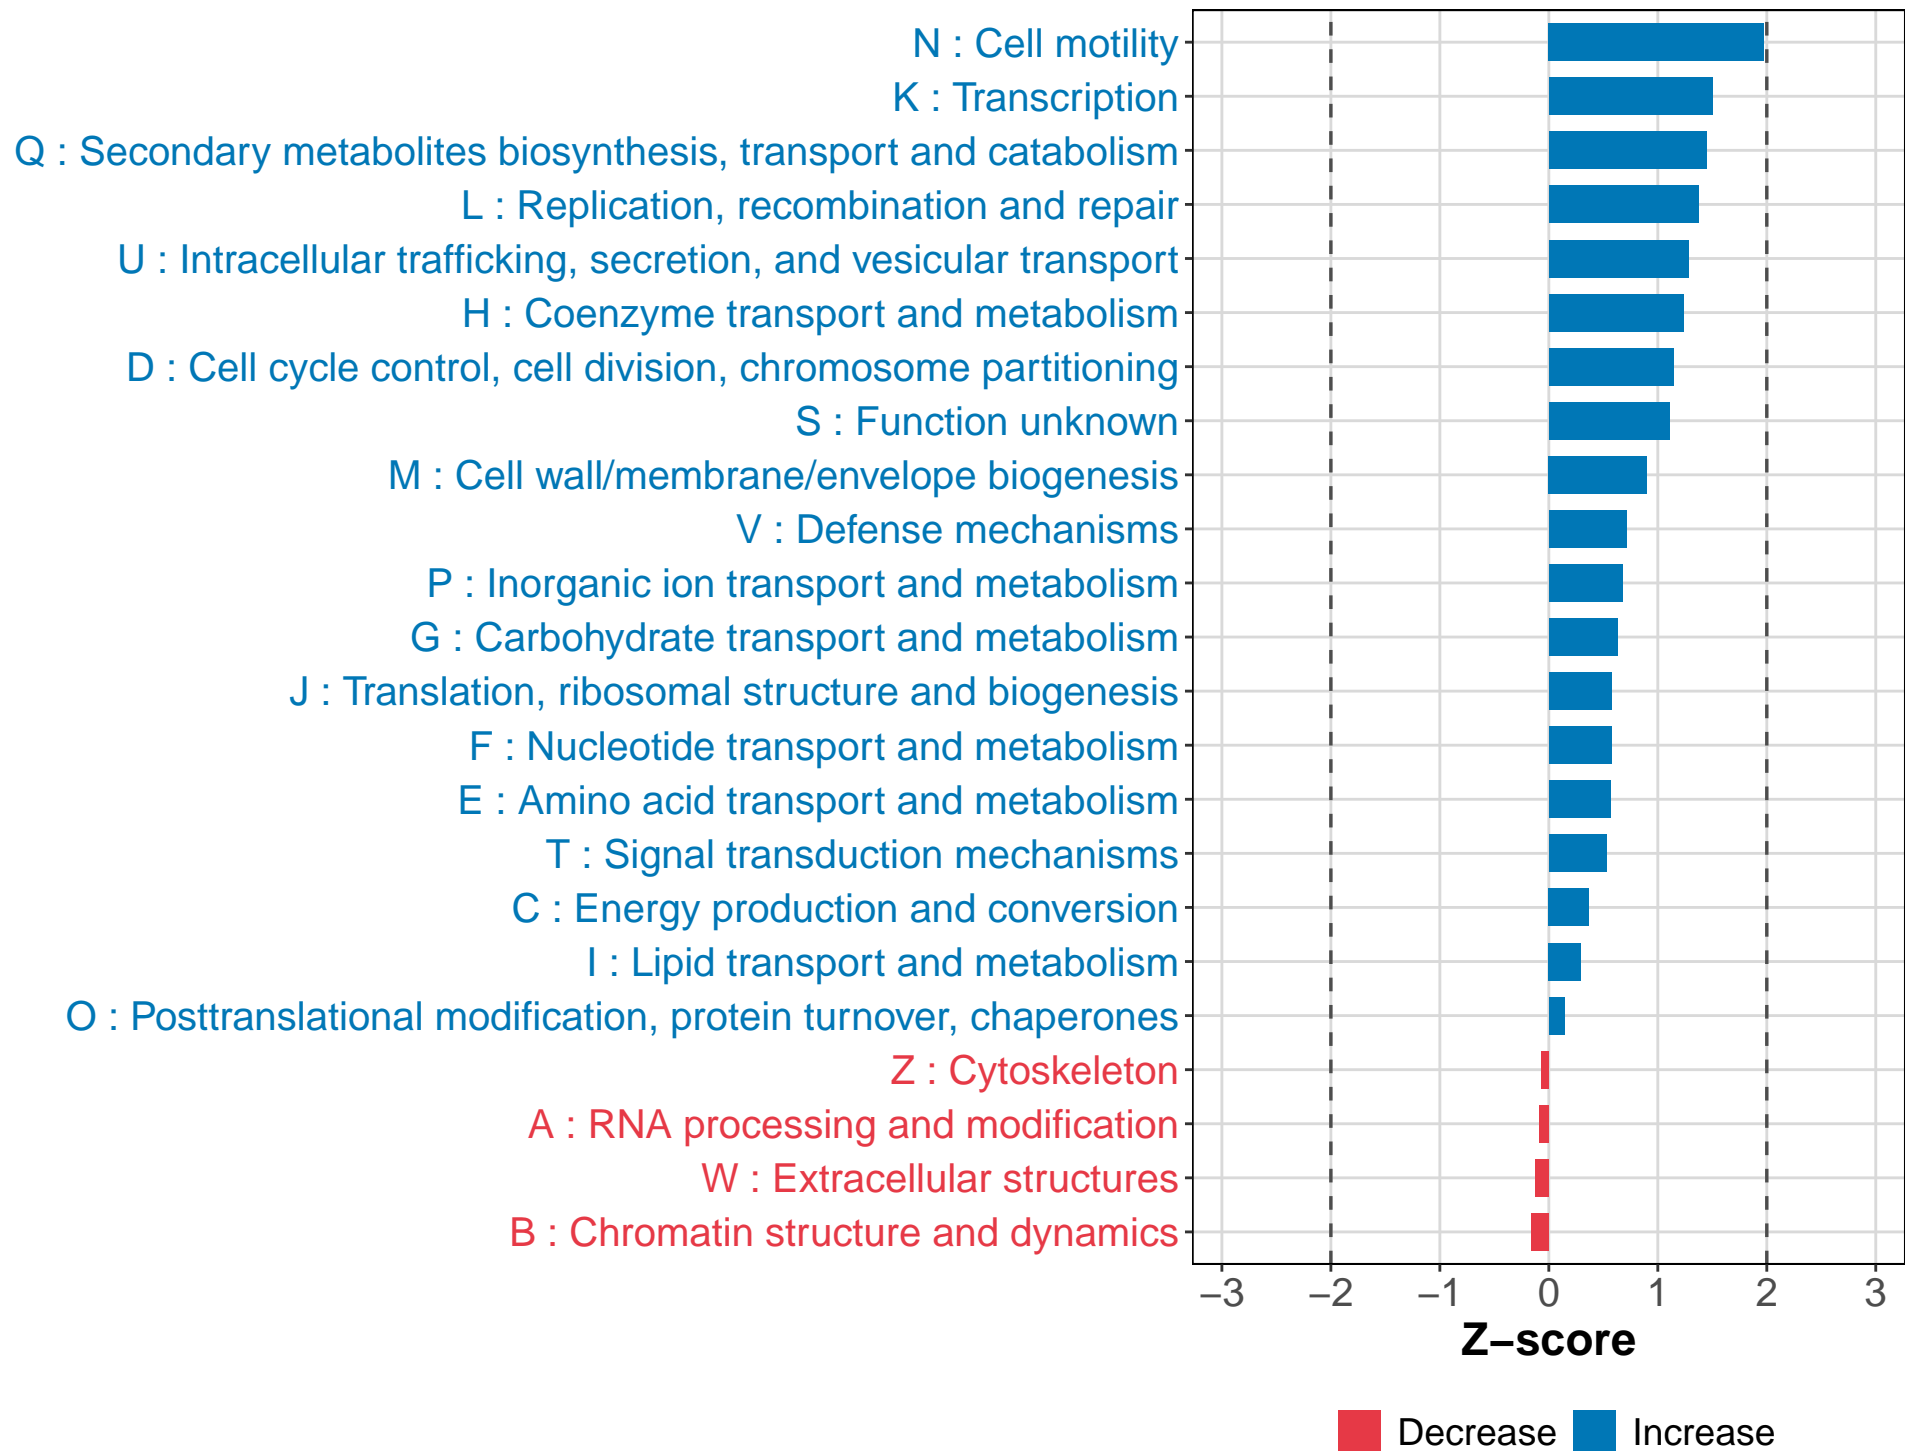 N : Cell motility
K : Transcription
Q : Secondary metabolites biosynthesis, transport and catabolism
L : Replication, recombination and repair
U : Intracellular trafficking, secretion, and vesicular transport
H : Coenzyme transport and metabolism
D : Cell cycle control, cell division, chromosome partitioning
S : Function unknown
M : Cell wall/membrane/envelope biogenesis
V : Defense mechanisms
P : Inorganic ion transport and metabolism
G : Carbohydrate transport and metabolism
J : Translation, ribosomal structure and biogenesis
F : Nucleotide transport and metabolism
E : Amino acid transport and metabolism
T : Signal transduction mechanisms
C : Energy production and conversion
I : Lipid transport and metabolism
O : Posttranslational modification, protein turnover, chaperones
Z : Cytoskeleton
A : RNA processing and modification
W : Extracellular structures
B : Chromatin structure and dynamics
−3 −2 −1 0 1 2 3
Z−score
Decrease Increase